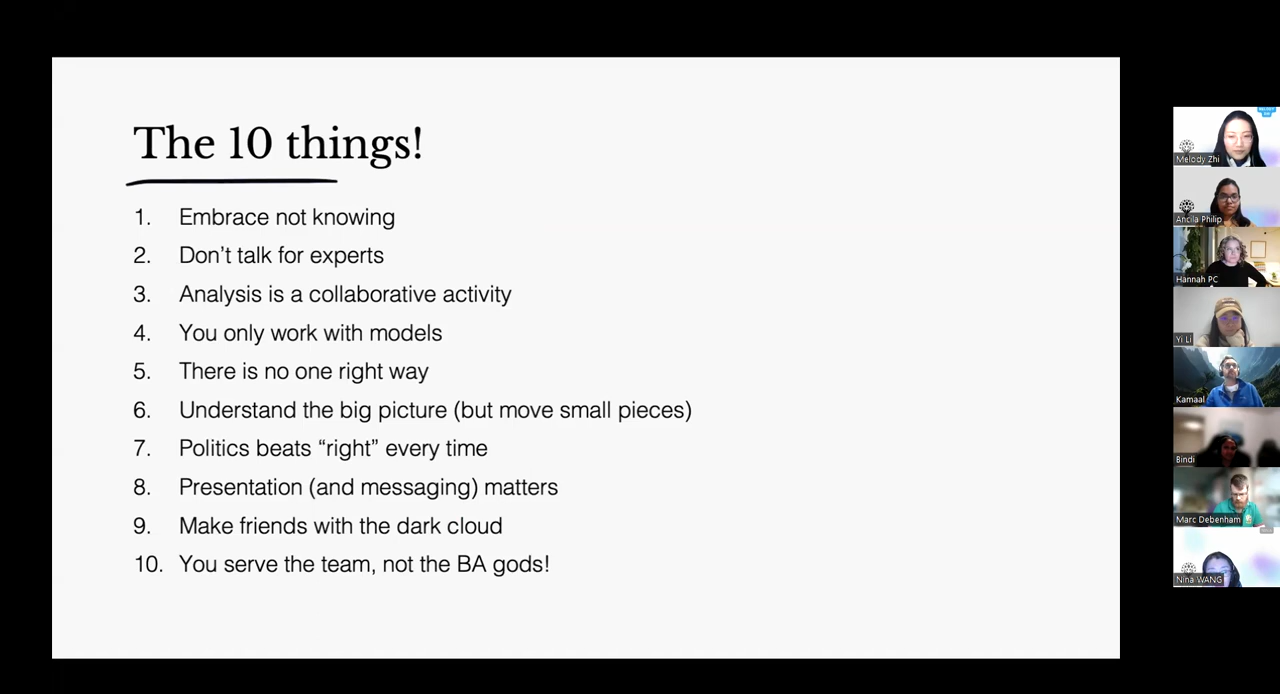 The 10 things!
1. Embrace not knowing
2. Don’t talk for experts
3. Analysis is a collaborative activity
4. You only work with models
5. There is no one right way
6. Understand the big picture (but move small pieces)
7. Politics beats “right” every time
8. Presentation (and messaging) matters
9. Make friends with the dark cloud
10. You serve the team, not the BA gods!
Melody Zhi
Ancila Philip
Hannah PC
Yi Li
Kamaal
Bindi
Marc Debenham
Nina WANG